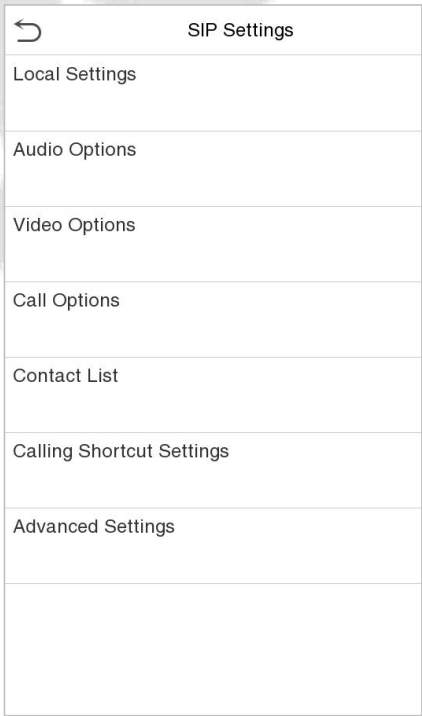 SIP Settings
Local Settings
Audio Options
Video Options
Call Options
Contact List
Calling Shortcut Settings
Advanced Settings